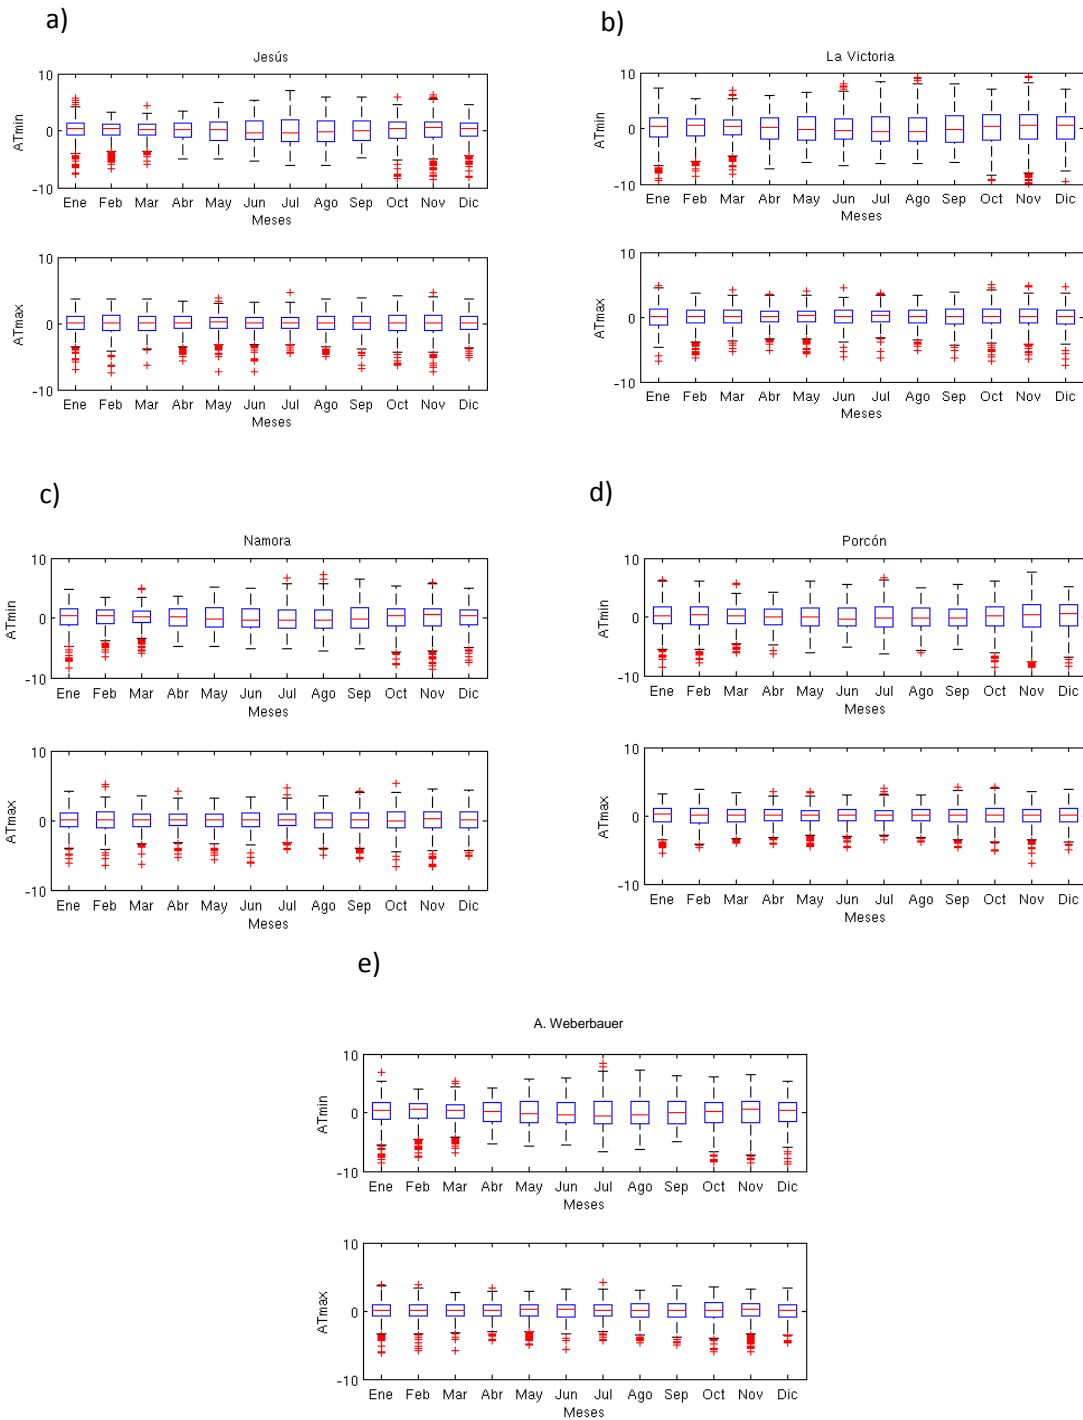 a)
Jesús
10
0
-10
ATmin
Ene Feb Mar Abr May Jun Jul Ago Sep Oct Nov Dic
Meses
10
0
-10
ATmax
Ene Feb Mar Abr May Jun Jul Ago Sep Oct Nov Dic
Meses
b)
La Victoria
10
0
-10
ATmin
Ene Feb Mar Abr May Jun Jul Ago Sep Oct Nov Dic
Meses
10
0
-10
ATmax
Ene Feb Mar Abr May Jun Jul Ago Sep Oct Nov Dic
Meses
c)
Namora
10
0
-10
ATmin
Ene Feb Mar Abr May Jun Jul Ago Sep Oct Nov Dic
Meses
10
0
-10
ATmax
Ene Feb Mar Abr May Jun Jul Ago Sep Oct Nov Dic
Meses
d)
Porcón
10
0
-10
ATmin
Ene Feb Mar Abr May Jun Jul Ago Sep Oct Nov Dic
Meses
10
0
-10
ATmax
Ene Feb Mar Abr May Jun Jul Ago Sep Oct Nov Dic
Meses
e)
A. Weberbauer
10
0
-10
ATmin
Ene Feb Mar Abr May Jun Jul Ago Sep Oct Nov Dic
Meses
10
0
-10
ATmax
Ene Feb Mar Abr May Jun Jul Ago Sep Oct Nov Dic
Meses